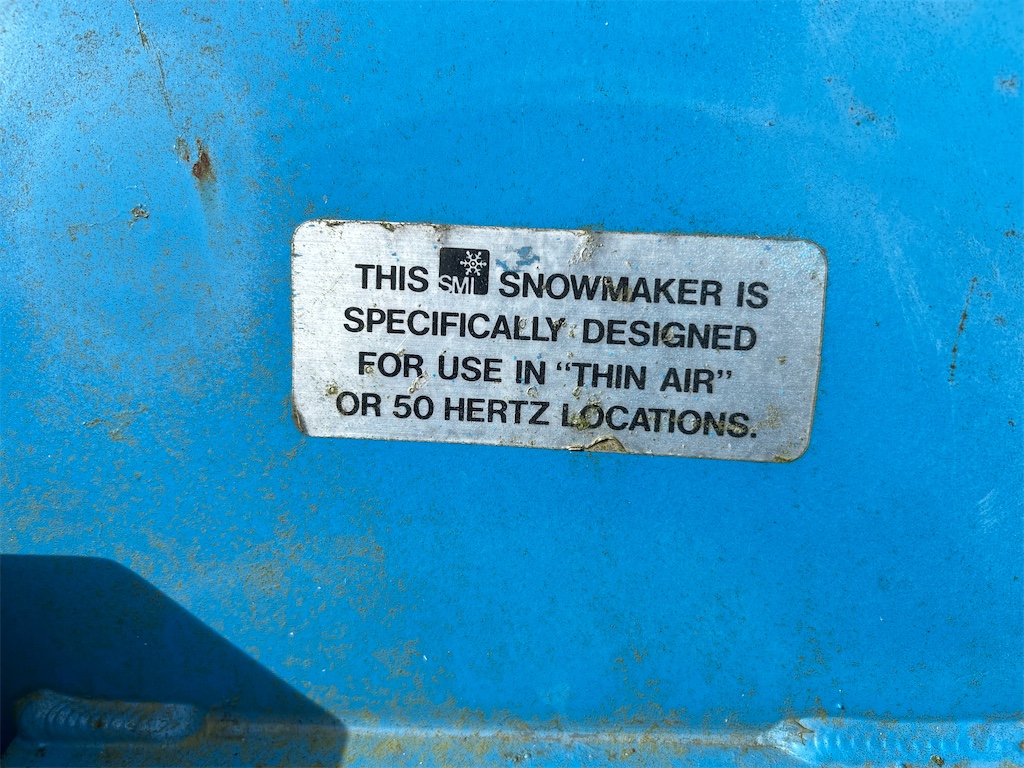 THIS SMI SNOWMAKER IS
SPECIFICALLY DESIGNED
FOR USE IN “THIN AIR”
OR 50 HERTZ LOCATIONS.